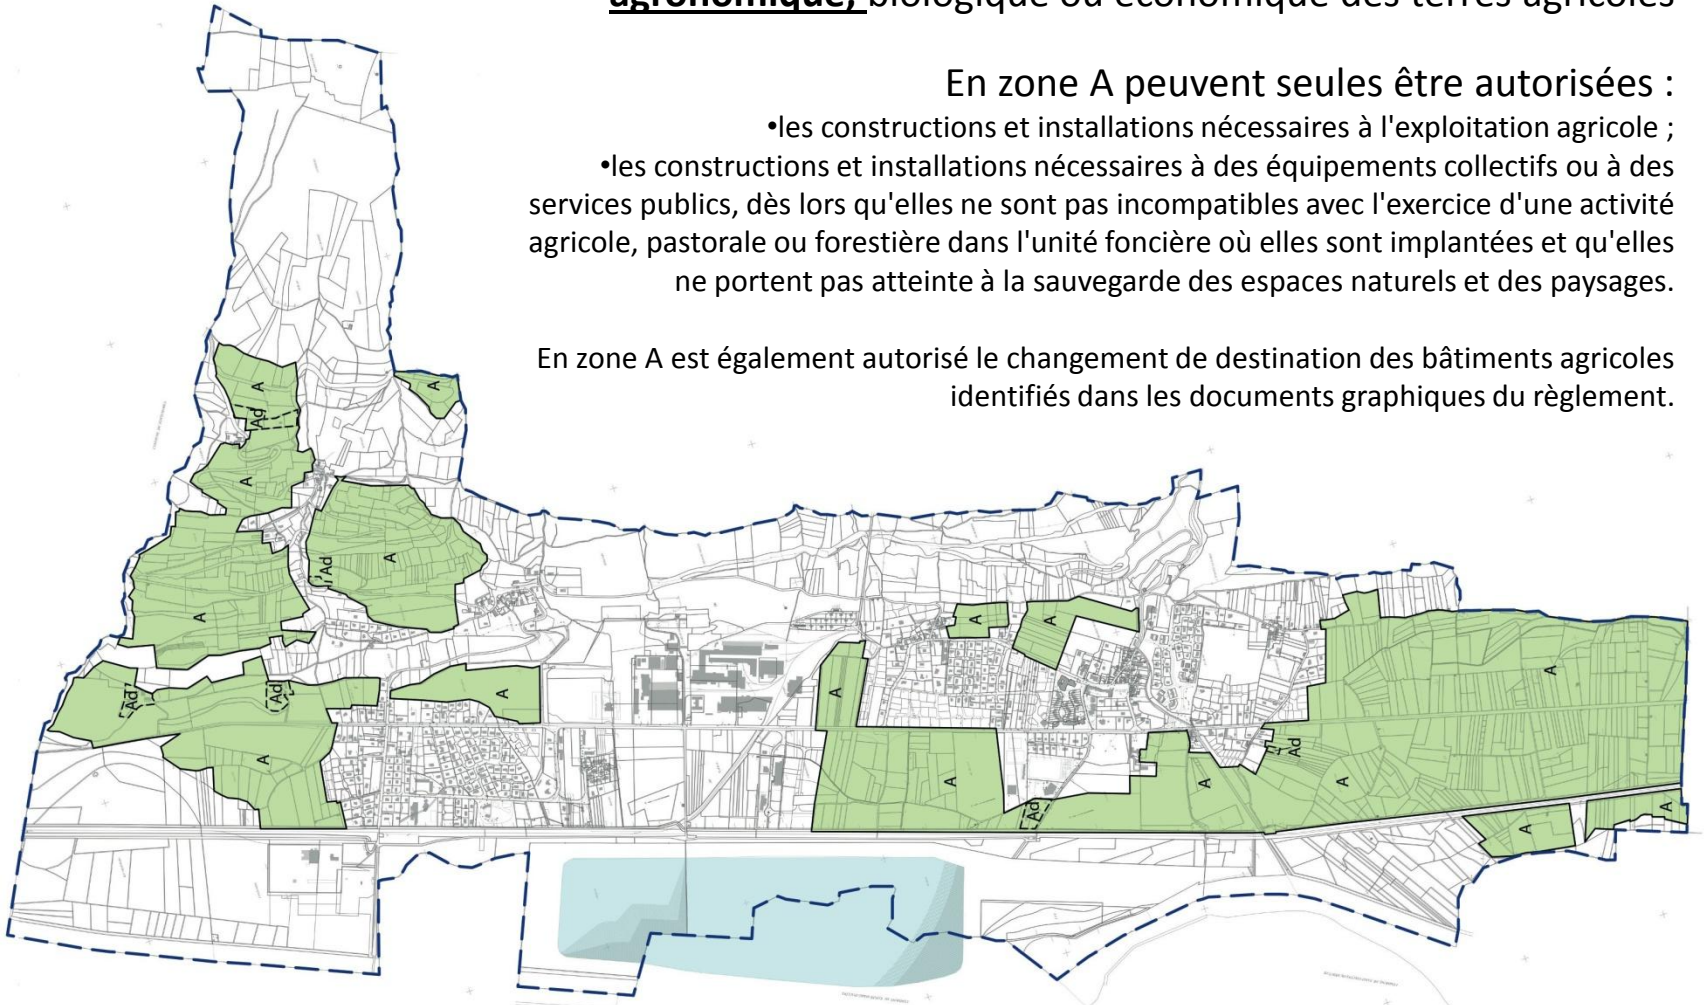 agronomique, biologique ou économique des terres agricoles
En zone A peuvent seules être autorisées :
•les constructions et installations nécessaires à l'exploitation agricole ;
•les constructions et installations nécessaires à des équipements collectifs ou à des
services publics, dès lors qu'elles ne sont pas incompatibles avec l'exercice d'une activité
agricole, pastorale ou forestière dans l'unité foncière où elles sont implantées et qu'elles
ne portent pas atteinte à la sauvegarde des espaces naturels et des paysages.
En zone A est également autorisé le changement de destination des bâtiments agricoles
identifiés dans les documents graphiques du règlement.
A
A
Ad
A
A
Ad
A
A
A
A
Ad
Ad
A
A
A
A
A
Ad
A
A
Ad
A
A